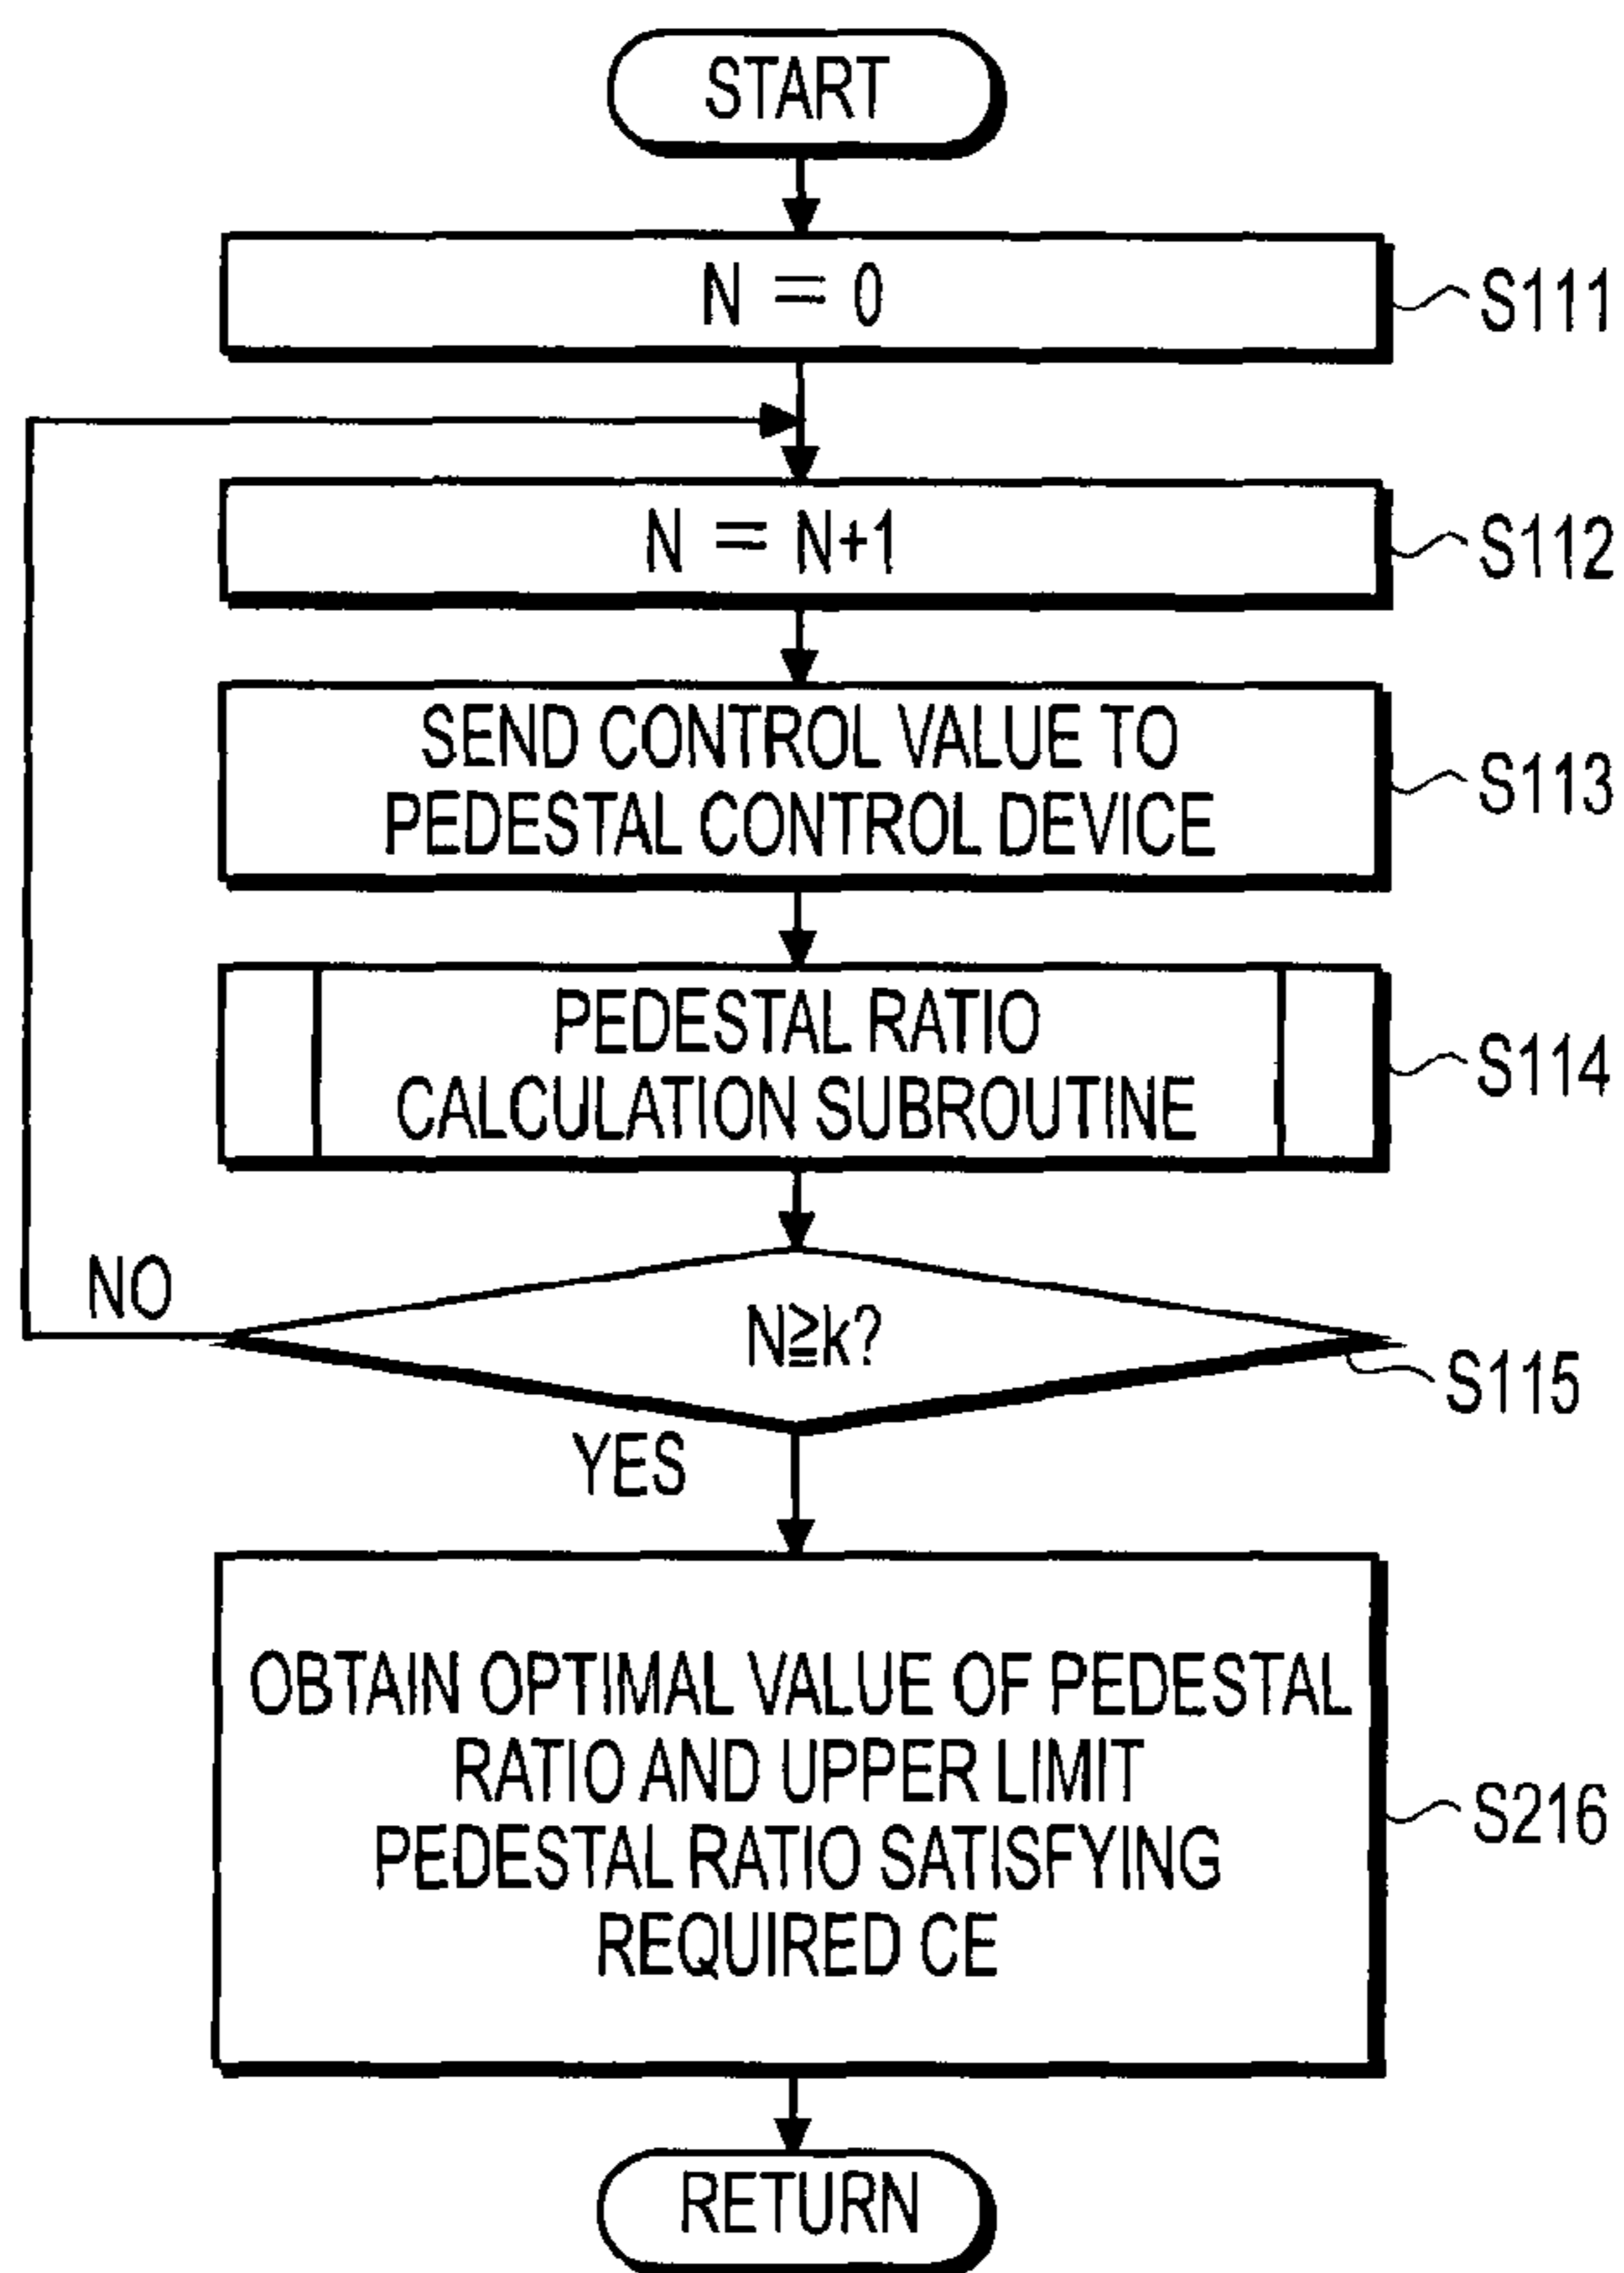 START
N = 0
S111
N = N+1
S112
SEND CONTROL VALUE TO
PEDESTAL CONTROL DEVICE
S113
PEDESTAL RATIO
CALCULATION SUBROUTINE
S114
NO
N≧k?
S115
YES
OBTAIN OPTIMAL VALUE OF PEDESTAL
RATIO AND UPPER LIMIT
PEDESTAL RATIO SATISFYING
REQUIRED CE
S216
RETURN